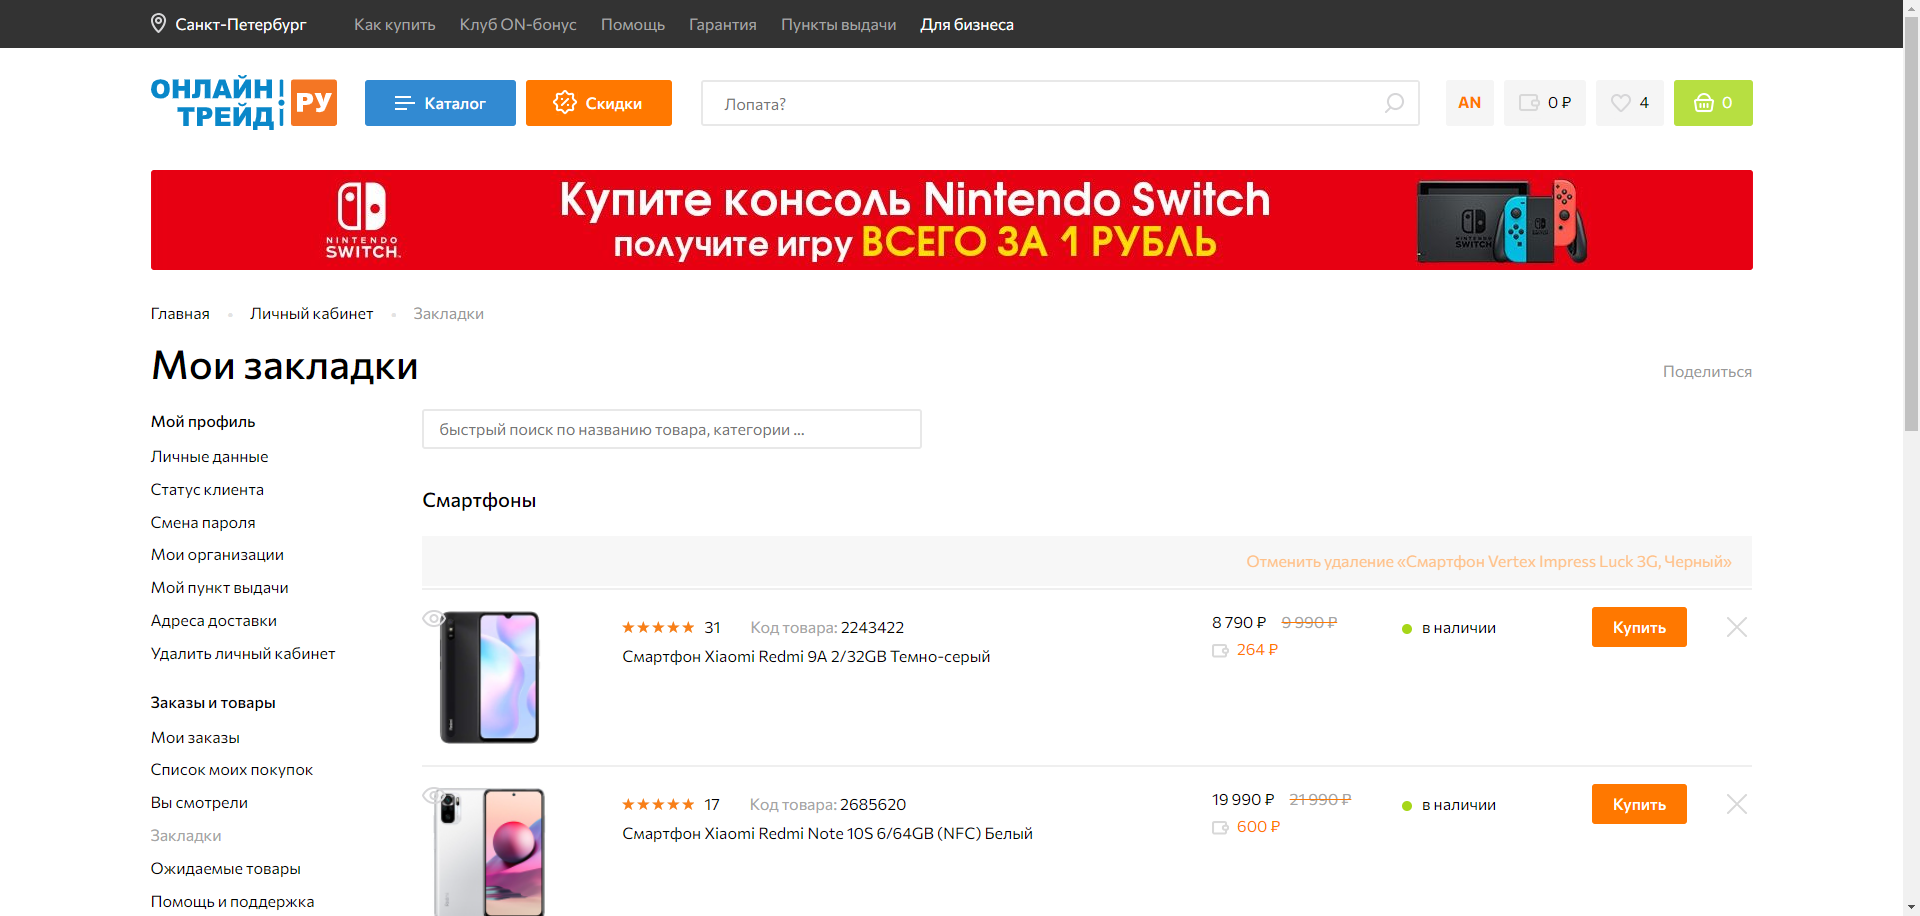 Санкт-Петербург
Как купить
Клуб ON-бонус
Помощь
Гарантия
Пункты выдачи
Для бизнеса
ОНЛАЙН
ТРЕЙД
РУ
Каталог
Скидки
Лопата?
AN
0 ₽
4
0
NINTENDO
SWITCH.
Купите консоль Nintendo Switch
получите игру ВСЕГО ЗА 1 РУБЛЬ
NINTENDO
SWITCH
Главная
Личный кабинет
Закладки
Мои закладки
Поделиться
Мой профиль
Личные данные
Статус клиента
Смена пароля
Мои организации
Мой пункт выдачи
Адреса доставки
Удалить личный кабинет
Заказы и товары
Мои заказы
Список моих покупок
Вы смотрели
Закладки
Ожидаемые товары
Помощь и поддержка
быстрый поиск по названию товара, категории ...
Смартфоны
Отменить удаление «Смартфон Vertex Impress Luck 3G, Черный»
31
Код товара: 2243422
Смартфон Xiaomi Redmi 9A 2/32GB Темно-серый
8 790 ₽ 9 990 ₽
264 ₽
в наличии
Купить
17
Код товара: 2685620
Смартфон Xiaomi Redmi Note 10S 6/64GB (NFC) Белый
19 990 ₽ 21 990 ₽
600 ₽
в наличии
Купить